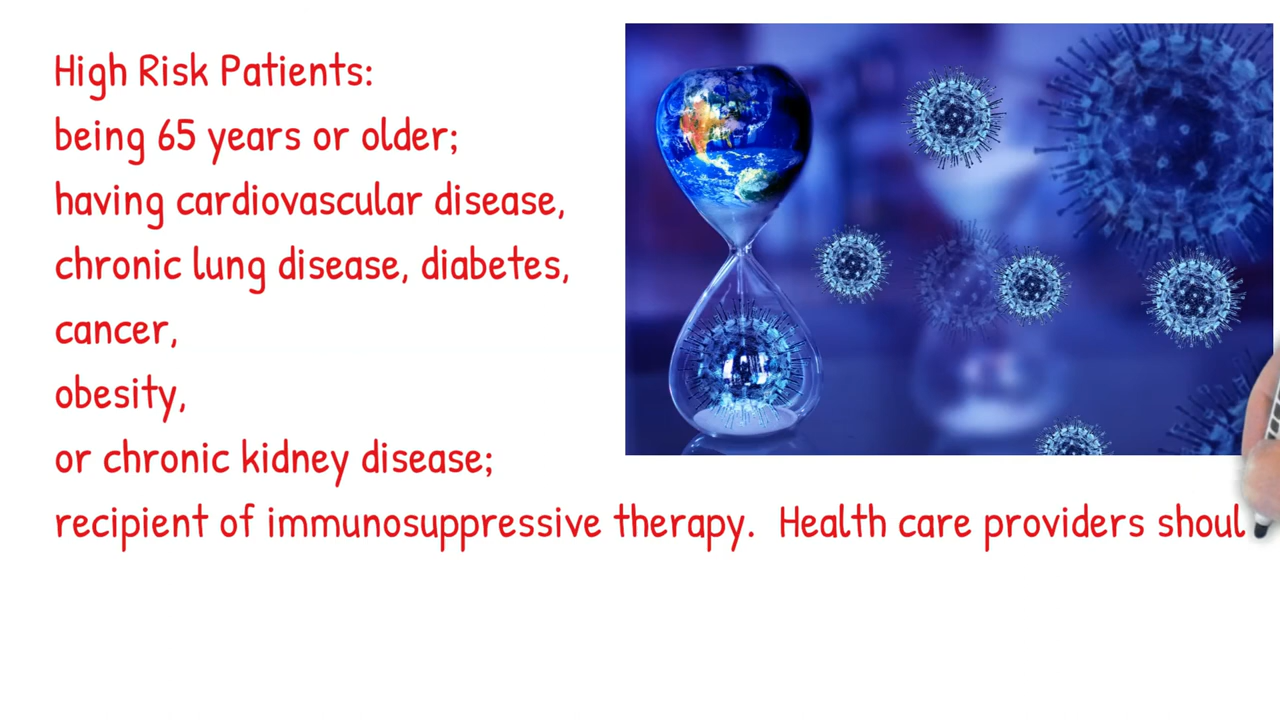 High Risk Patients:
being 65 years or older;
having cardiovascular disease,
chronic lung disease, diabetes,
cancer,
obesity,
or chronic kidney disease;
recipient of immunosuppressive therapy.  Health care providers shoul